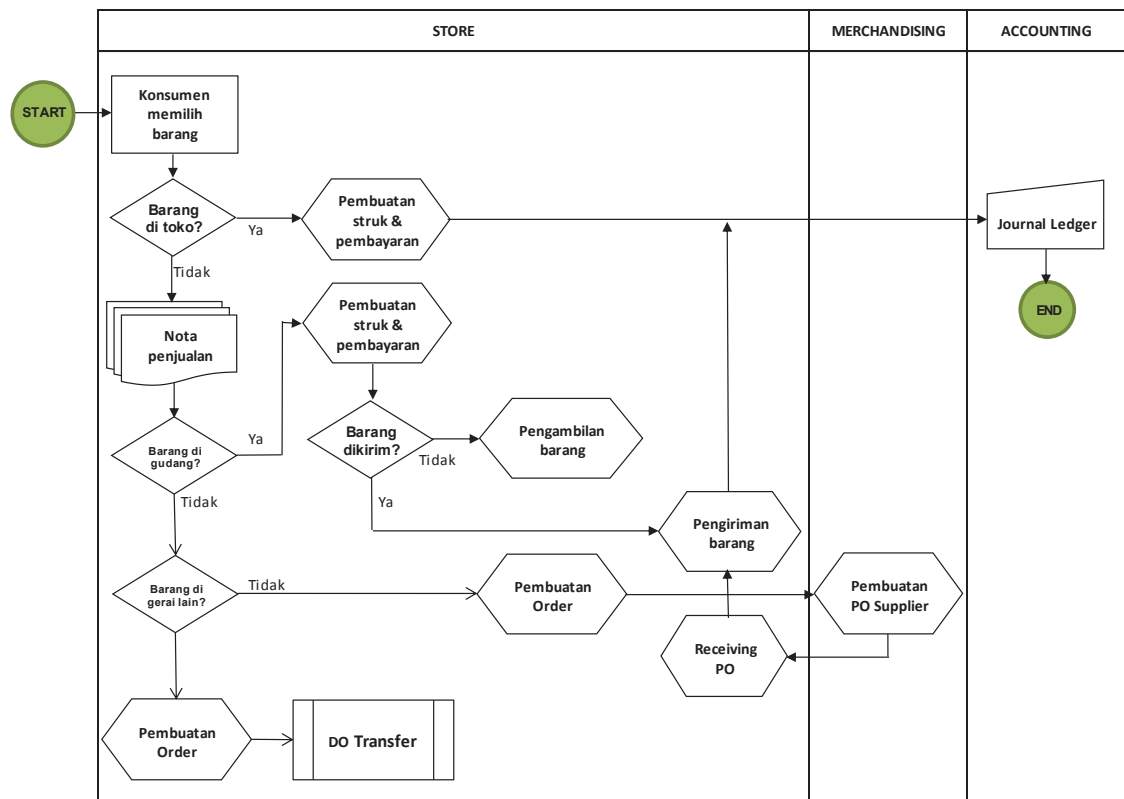 STORE
MERCHANDISING
ACCOUNTING
START
Konsumen
memilih
barang
Barang
di toko?
Ya
Pembuatan
struk &
pembayaran
Journal Ledger
Tidak
END
Nota
penjualan
Pembuatan
struk &
pembayaran
Barang di
gudang?
Ya
Barang
dikirim?
Tidak
Pengambilan
barang
Tidak
Ya
Pengiriman
barang
Barang di
gerai lain?
Tidak
Pembuatan
Order
Pembuatan
PO Supplier
Receiving
PO
Pembuatan
Order
DO Transfer